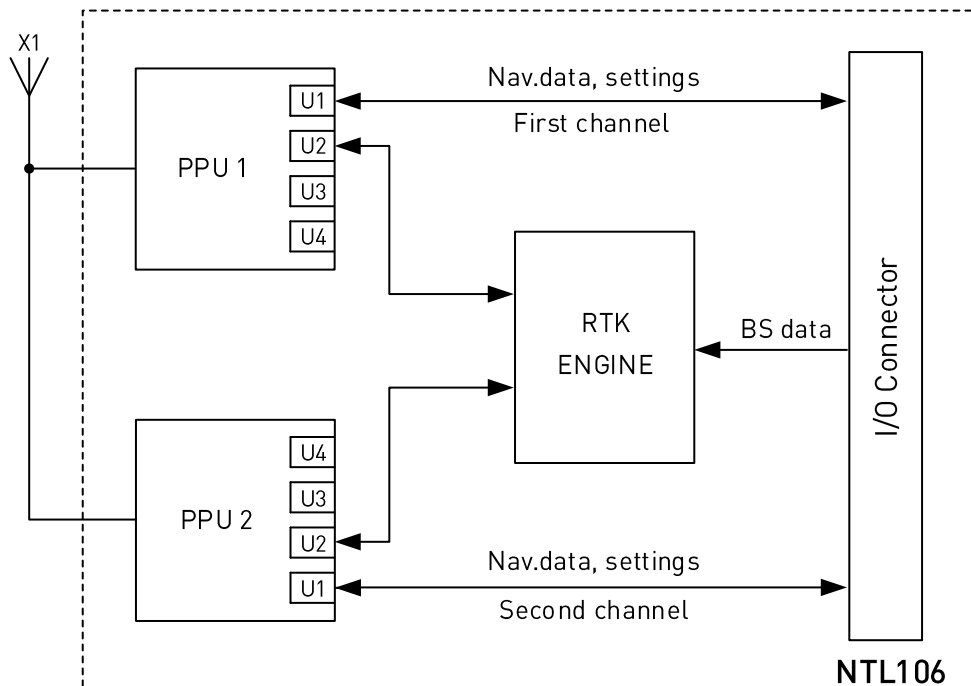 X1
PPU 1
U1
U2
U3
U4
Nav.data, settings
First channel
RTK
ENGINE
BS data
I/O Connector
PPU 2
U4
U3
U2
U1
Nav.data, settings
Second channel
NTL106